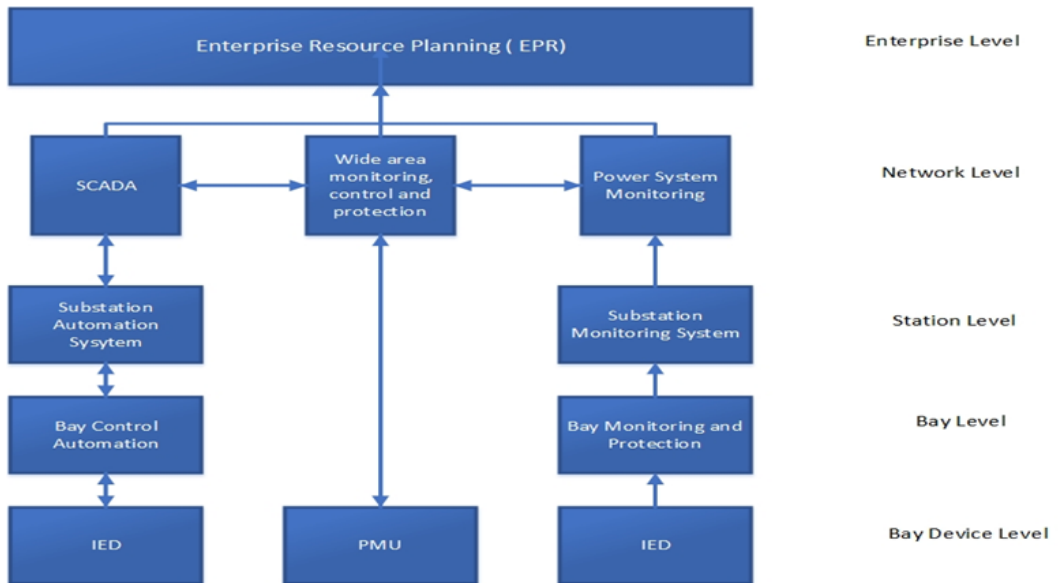 Enterprise Resource Planning ( EPR)
Enterprise Level
SCADA
Wide area
monitoring,
control and
protection
Power System
Monitoring
Network Level
Substation
Automation
Sysytem
Substation
Monitoring System
Station Level
Bay Control
Automation
Bay Monitoring and
Protection
Bay Level
IED
PMU
IED
Bay Device Level